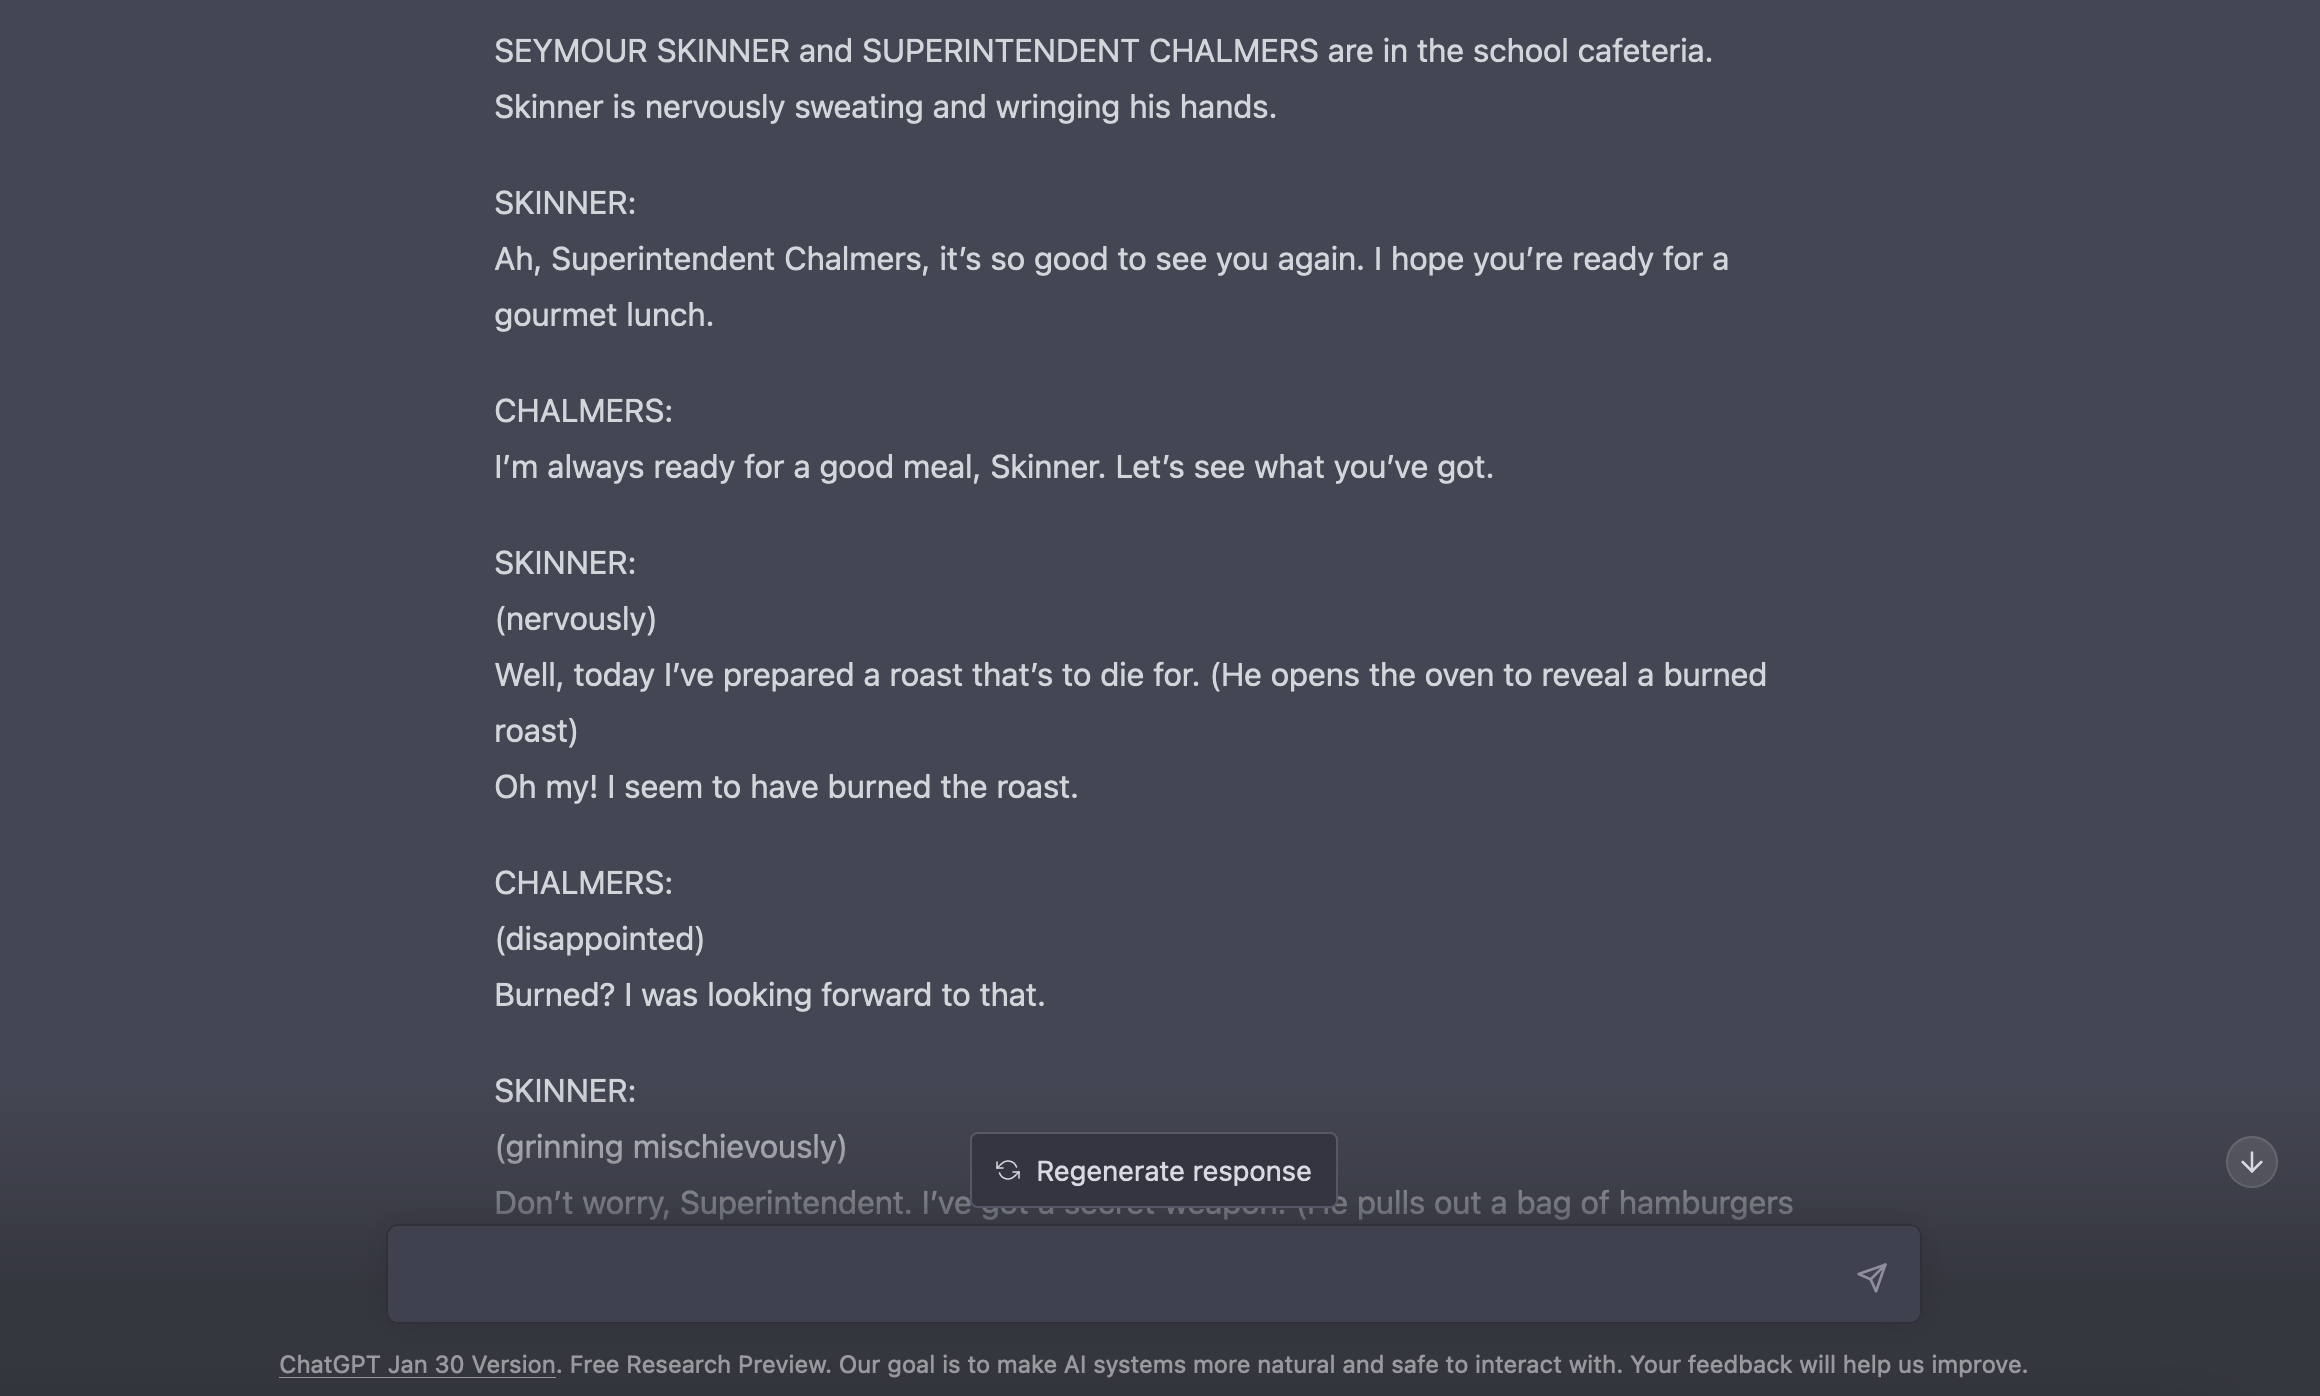 SEYMOUR SKINNER and SUPERINTENDENT CHALMERS are in the school cafeteria.
Skinner is nervously sweating and wringing his hands.
SKINNER:
Ah, Superintendent Chalmers, it’s so good to see you again. I hope you’re ready for a
gourmet lunch.
CHALMERS:
I’m always ready for a good meal, Skinner. Let’s see what you’ve got.
SKINNER:
(nervously)
Well, today I’ve prepared a roast that’s to die for. (He opens the oven to reveal a burned
roast)
Oh my! I seem to have burned the roast.
CHALMERS:
(disappointed)
Burned? I was looking forward to that.
SKINNER:
(grinning mischievously)
Regenerate response
Don’t worry, Superintendent. I’ve got a secret weapon! (He pulls out a bag of hamburgers
ChatGPT Jan 30 Version. Free Research Preview. Our goal is to make AI systems more natural and safe to interact with. Your feedback will help us improve.